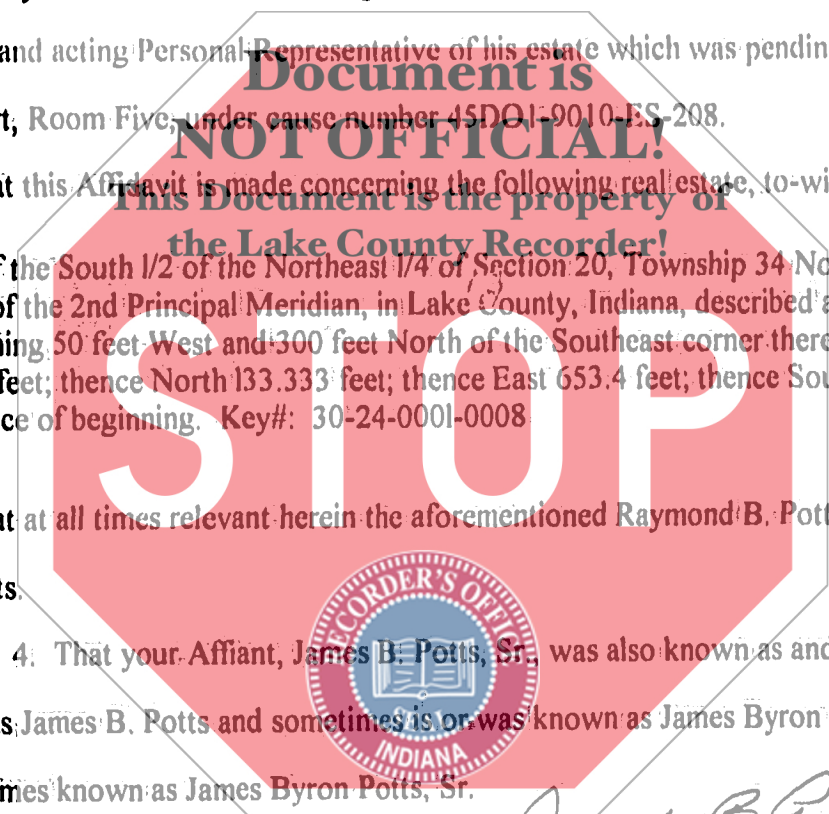 and acting Personal Representative of his estate which was pendin
Document is
t, Room Five, under cause number 45DO1-9010-ES-208.
NOT OFFICIAL!
at this Affidavit is made concerning the following real estate, to-wi
This Document is the property of
the Lake County Recorder!
f the South 1/2 of the Northeast 1/4 of Section 20, Township 34 No
of the 2nd Principal Meridian, in Lake County, Indiana, described a
ing 50 feet West and 300 feet North of the Southeast corner there
feet; thence North 133.333 feet; thence East 653.4 feet; thence Sou
ce of beginning. Key#: 30-24-0001-0008
STOP
at at all times relevant herein the aforementioned Raymond B. Pott
ts.
RECORDER'S OFFICE
4. That your Affiant, James B. Potts, Sr., was also known as and
s James B. Potts and sometimes is or was known as James Byron
SEAL
INDIANA
mes known as James Byron Potts, Sr.